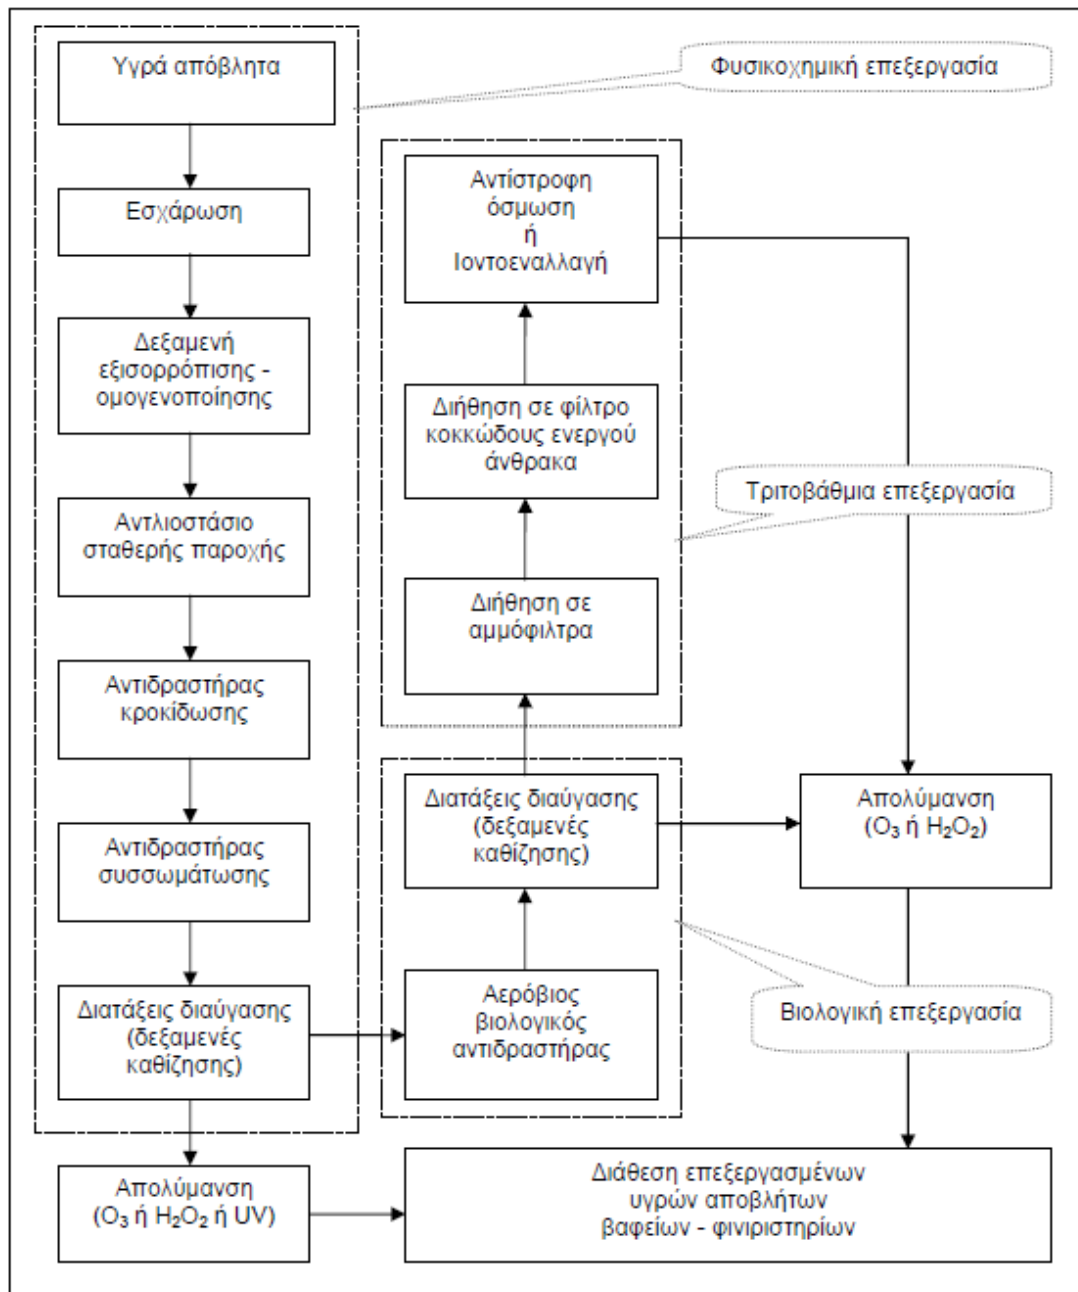 Υγρά απόβλητα
Εσχάρωση
Δεξαμενή
εξισορρόπισης -
ομογενοποίησης
Αντλιοστάσιο
σταθερής παροχής
Αντιδραστήρας
κροκίδωσης
Αντιδραστήρας
συσσωμάτωσης
Διατάξεις διαύγασης
(δεξαμενές
καθίζησης)
Απολύμανση
(O₃ ή H₂O₂ ή UV)
Φυσικοχημική επεξεργασία
Αντίστροφη
όσμωση
ή
Ιοντοεναλλαγή
Διήθηση σε φίλτρο
κοκκώδους ενεργού
άνθρακα
Τριτοβάθμια επεξεργασία
Διήθηση σε
αμμόφιλτρα
Διατάξεις διαύγασης
(δεξαμενές
καθίζησης)
Απολύμανση
(O₃ ή H₂O₂)
Αερόβιος
βιολογικός
αντιδραστήρας
Βιολογική επεξεργασία
Διάθεση επεξεργασμένων
υγρών αποβλήτων
βαφείων - φινιριστηρίων